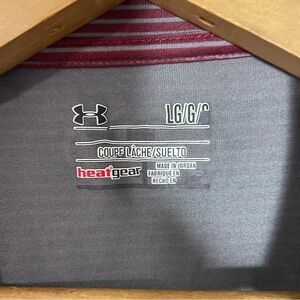 LG/G/
COUPE LÂCHE/SUELTO
heatgear
MADE IN JORDAN
FABRIQUÉ EN
HECHO EN